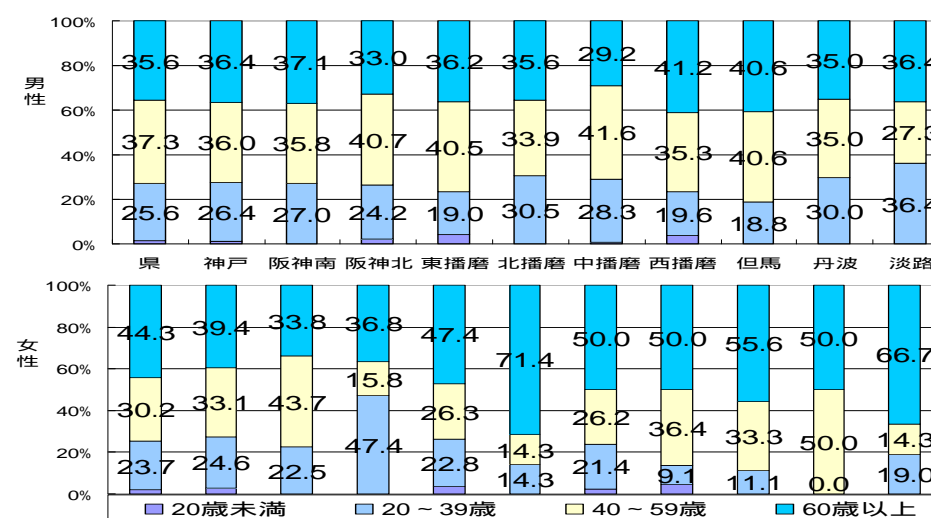 100%
35.6 36.4 37.1 33.0 36.2 35.6 29.2 41.2 40.6 35.0 36.4
80%
男性
60%
37.3 36.0 35.8 40.7 40.5 33.9 41.6 35.3 40.6 35.0 27.3
40%
20%
25.6 26.4 27.0 24.2 19.0 30.5 28.3 19.6 18.8 30.0 36.4
0%
県 神戸 阪神南 阪神北 東播磨 北播磨 中播磨 西播磨 但馬 丹波 淡路
100%
44.3 39.4 33.8 36.8 47.4 71.4 50.0 50.0 55.6 50.0 66.7
80%
女性
60%
30.2 33.1 43.7 15.8 26.3 14.3 26.2 36.4 33.3 50.0 14.3
40%
20%
23.7 24.6 22.5 47.4 22.8 14.3 21.4 9.1 11.1 0.0 19.0
0%
20歳未満 20～39歳 40～59歳 60歳以上